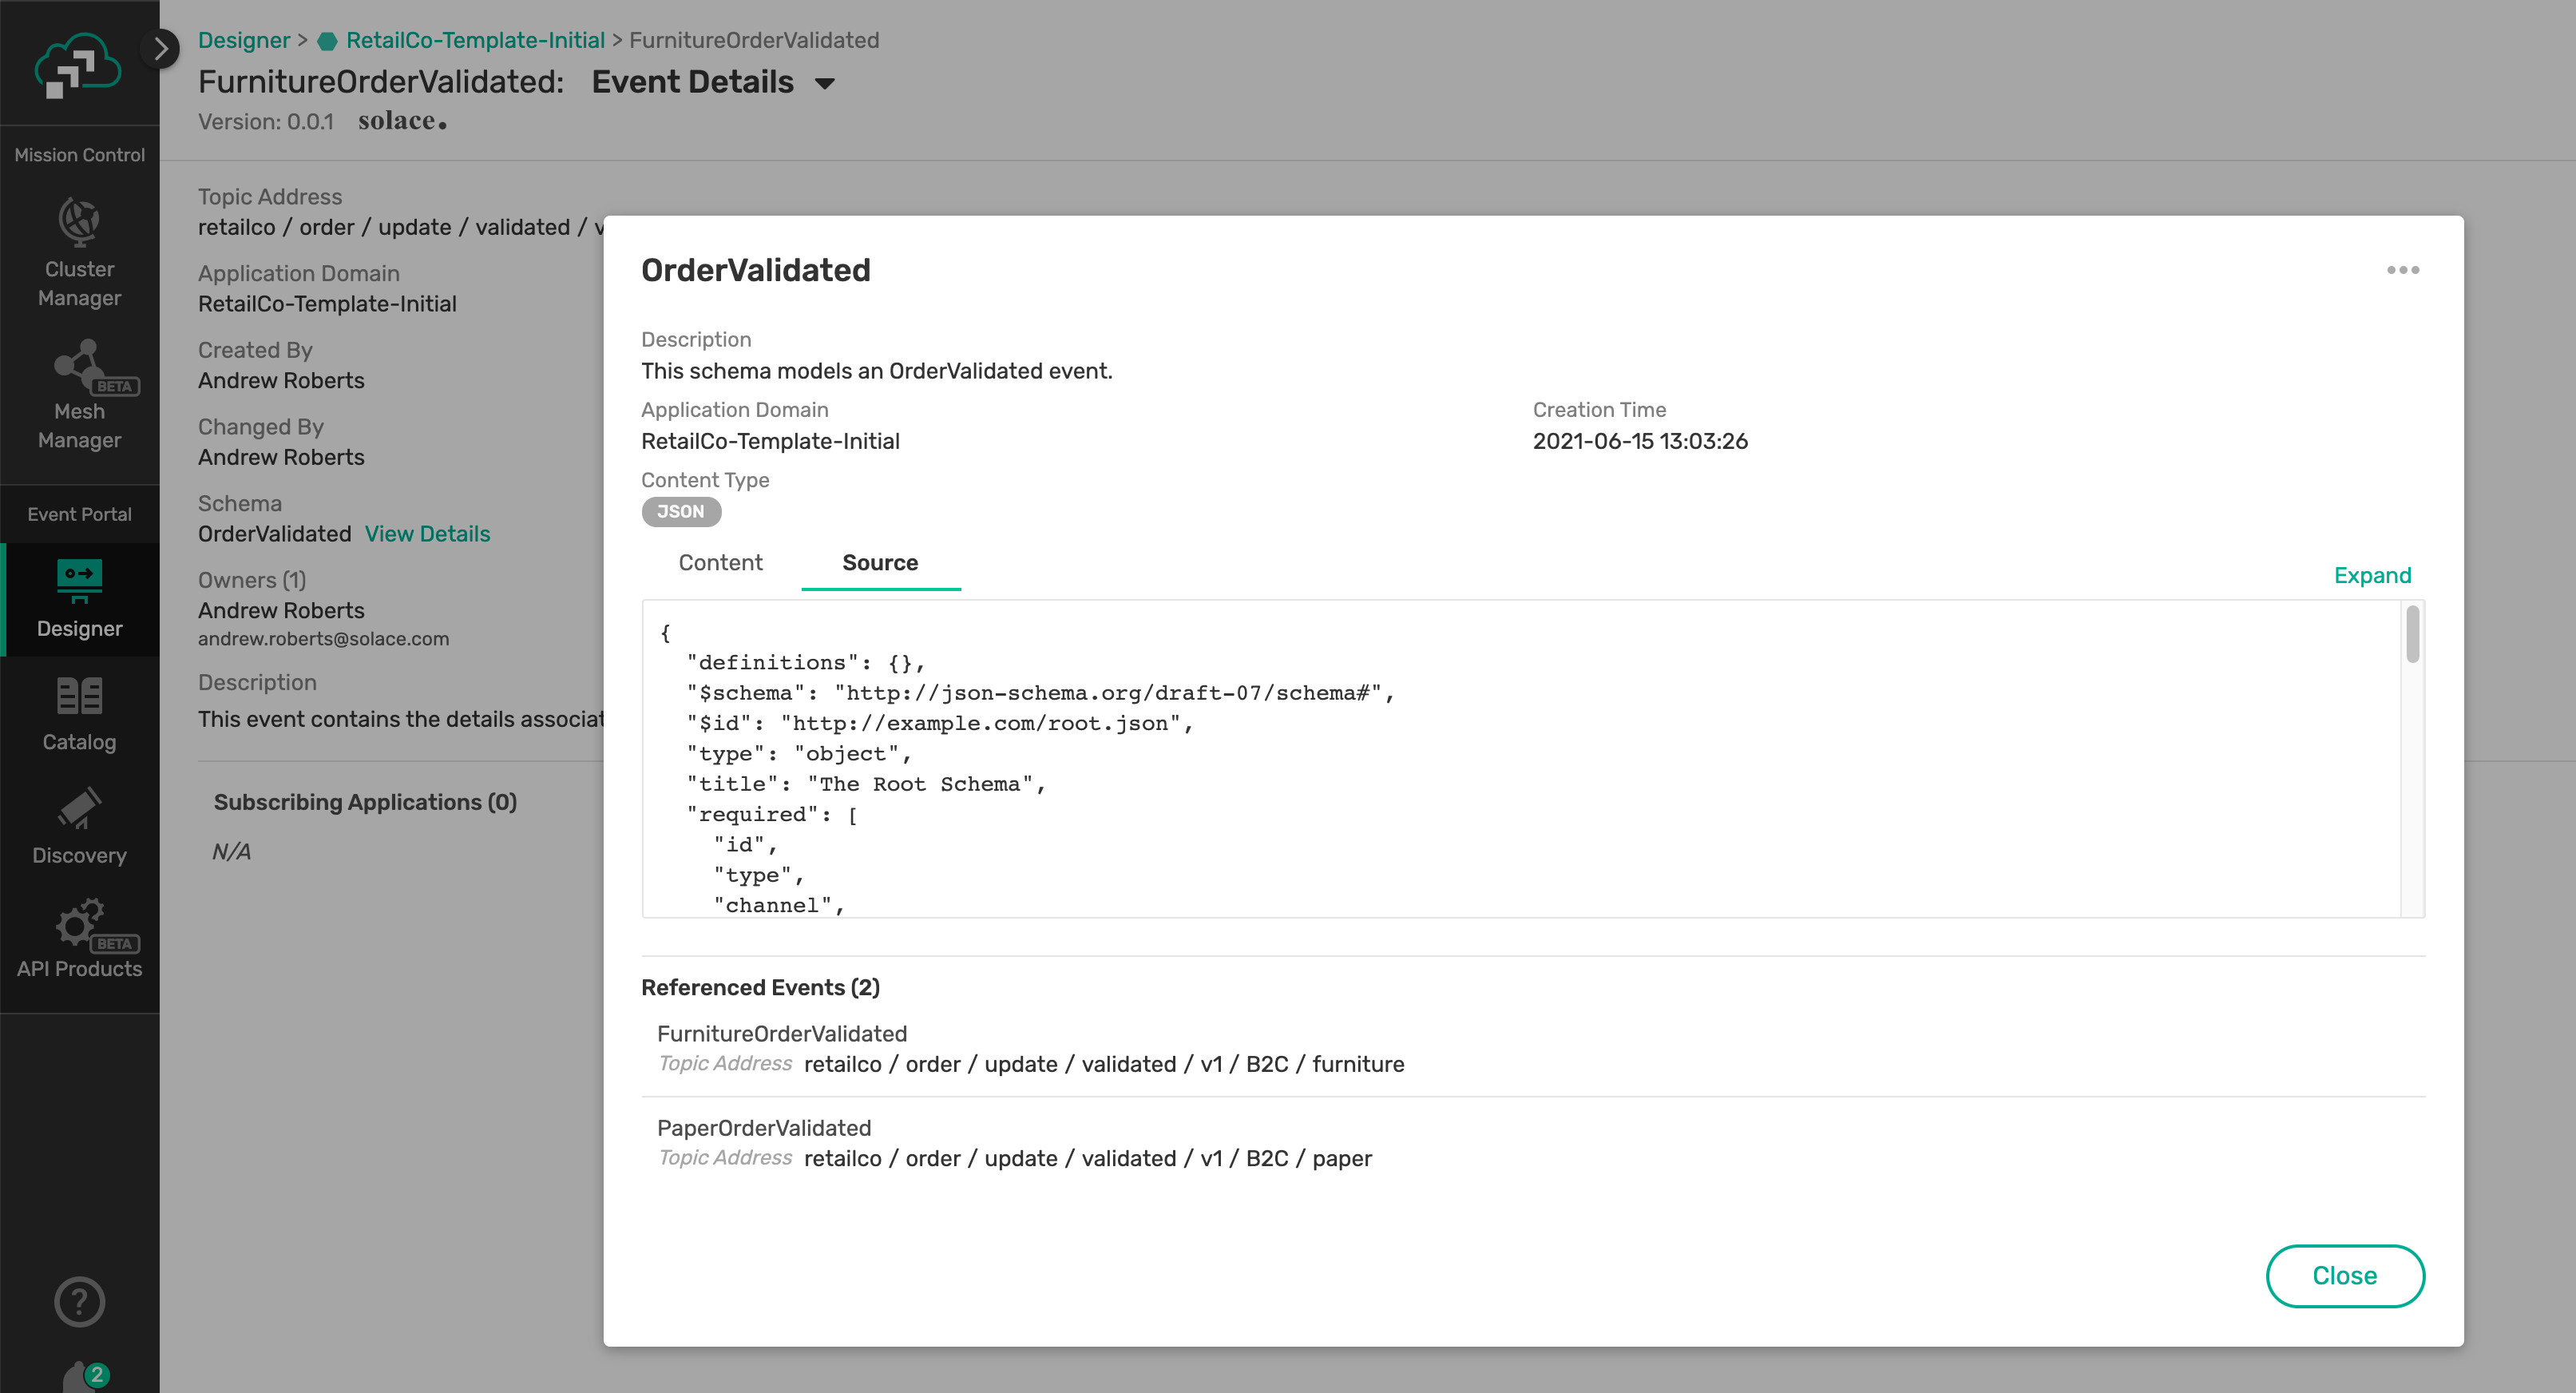 Designer > RetailCo-Template-Initial > FurnitureOrderValidated
FurnitureOrderValidated: Event Details
Version: 0.0.1 solace.
Mission Control
Cluster
Manager
BETA
Mesh
Manager
Event Portal
Designer
Catalog
Discovery
BETA
API Products
?
2
Topic Address
retailco / order / update / validated / v
Application Domain
RetailCo-Template-Initial
Created By
Andrew Roberts
Changed By
Andrew Roberts
Schema
OrderValidated View Details
Owners (1)
Andrew Roberts
andrew.roberts@solace.com
Description
This event contains the details associat
Subscribing Applications (0)
N/A
OrderValidated
Description
This schema models an OrderValidated event.
Application Domain
RetailCo-Template-Initial
Creation Time
2021-06-15 13:03:26
Content Type
JSON
Content Source
Expand
{
"definitions": {},
"$schema": "http://json-schema.org/draft-07/schema#",
"$id": "http://example.com/root.json",
"type": "object",
"title": "The Root Schema",
"required": [
"id",
"type",
"channel",
Referenced Events (2)
FurnitureOrderValidated
Topic Address retailco / order / update / validated / v1 / B2C / furniture
PaperOrderValidated
Topic Address retailco / order / update / validated / v1 / B2C / paper
Close